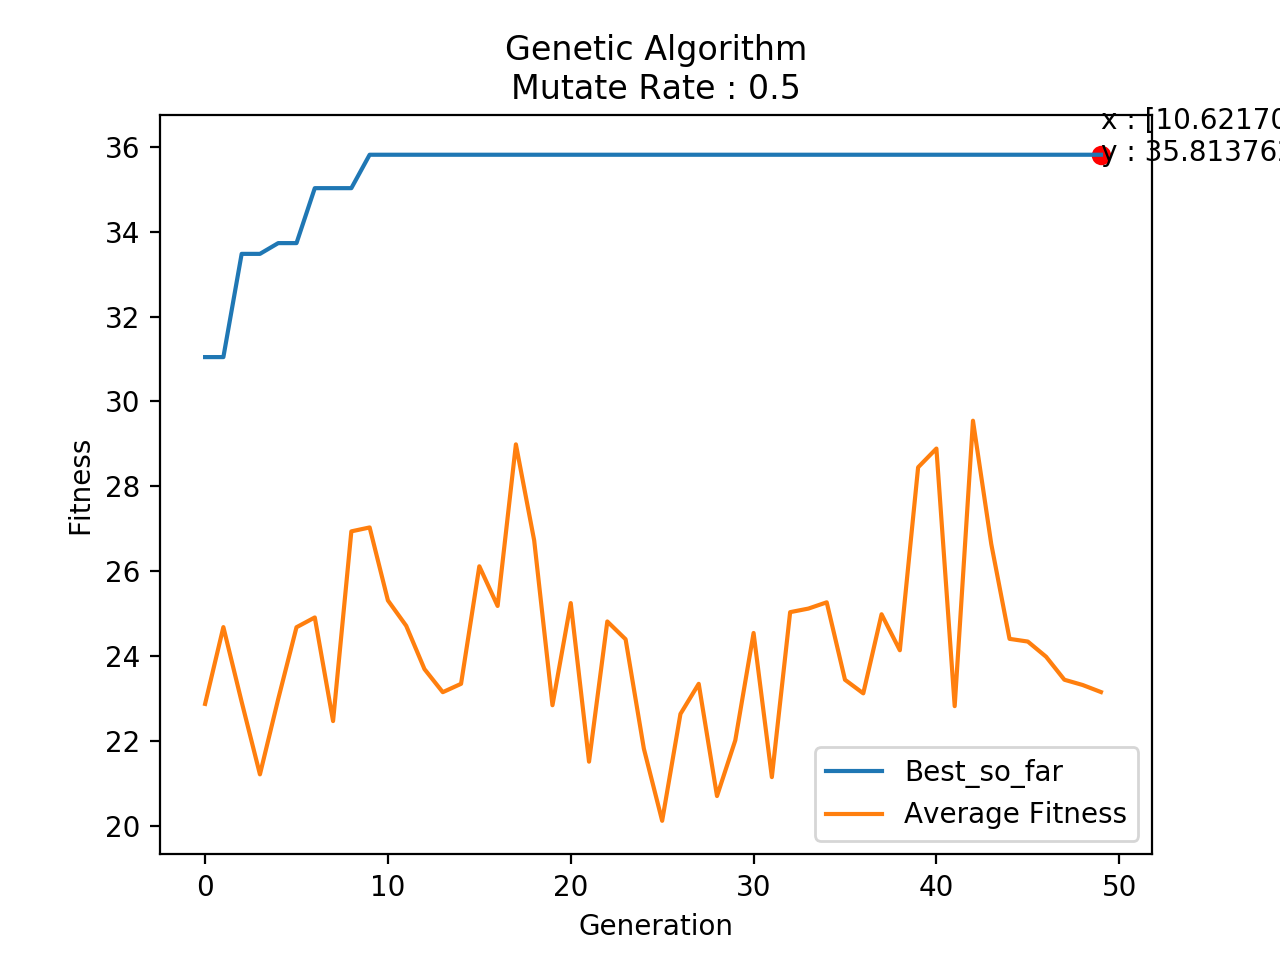 Genetic Algorithm
Mutate Rate : 0.5
x : [10.62170
y : 35.81376
36
34
32
30
28
26
24
22
20
Fitness
Best_so_far
Average Fitness
0 10 20 30 40 50
Generation